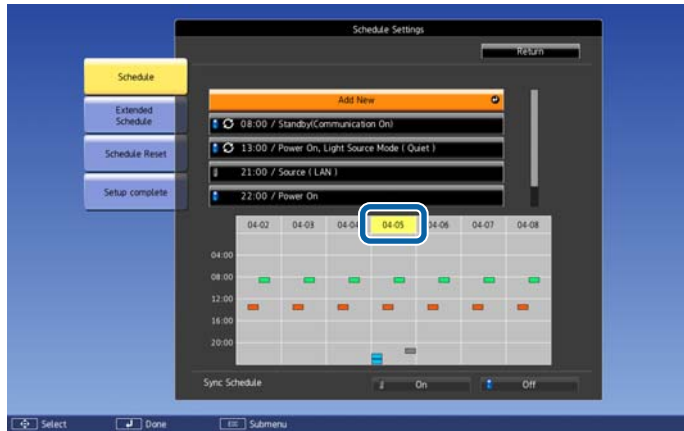 Schedule Settings
Return
Schedule
Extended
Schedule
Schedule Reset
Setup complete
Add New
08:00 / Standby(Communication On)
13:00 / Power On, Light Source Mode ( Quiet )
21:00 / Source ( LAN )
22:00 / Power On
04-02 04-03 04-04 04-05 04-06 04-07 04-08
04:00
08:00
12:00
16:00
20:00
Sync Schedule On Off
Select Done Esc Submenu